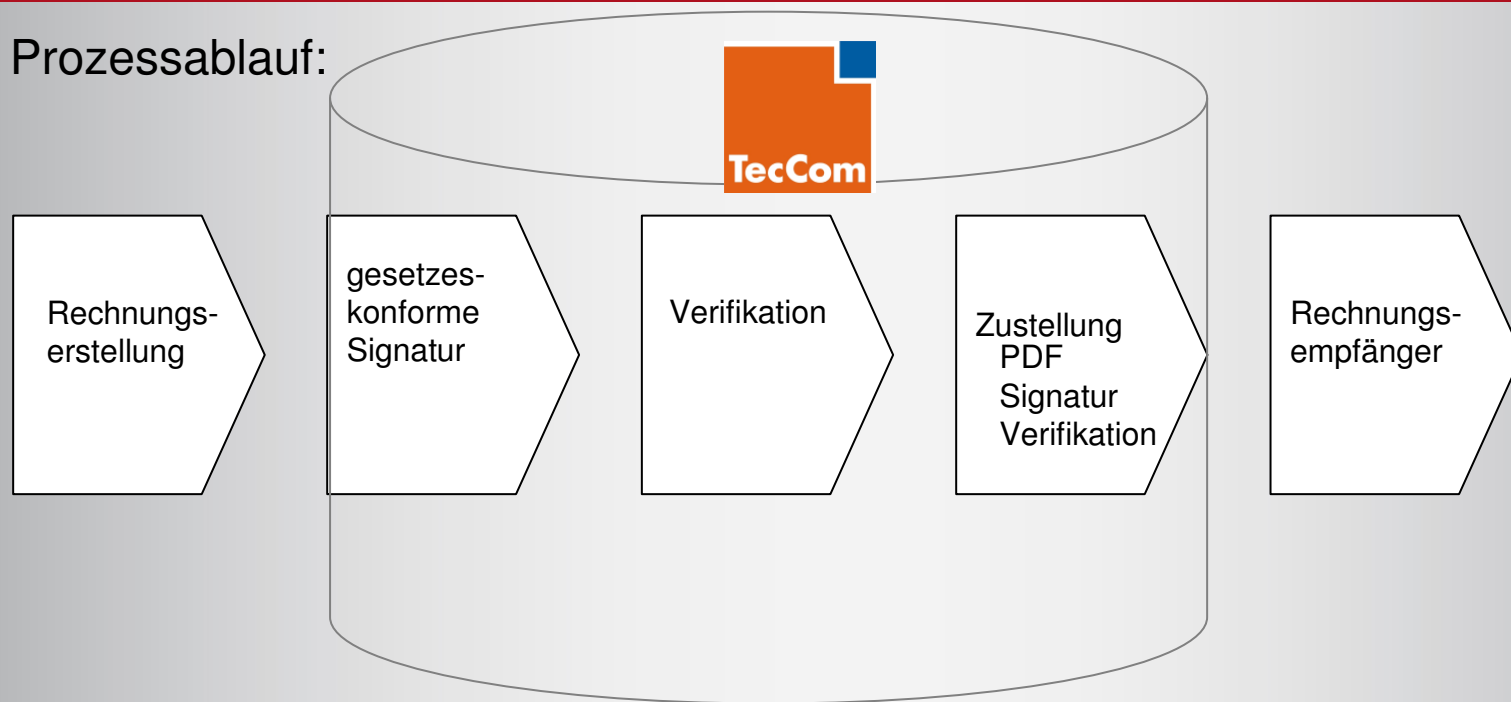 Prozessablauf:
TecCom
Rechnungs-
erstellung
gesetzes-
konforme
Signatur
Verifikation
Zustellung
PDF
Signatur
Verifikation
Rechnungs-
empfänger